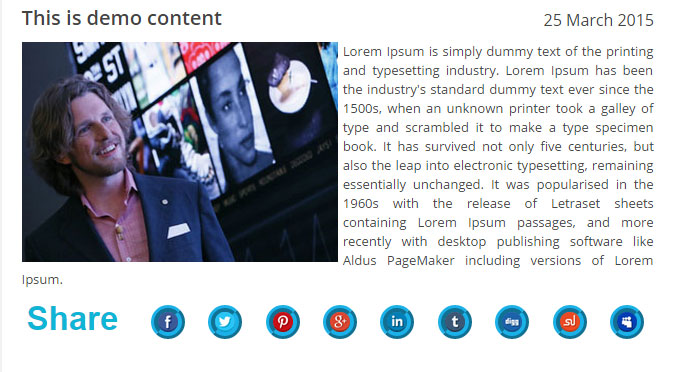 This is demo content
25 March 2015
Lorem Ipsum is simply dummy text of the printing
and typesetting industry. Lorem Ipsum has been
the industry's standard dummy text ever since the
1500s, when an unknown printer took a galley of
type and scrambled it to make a type specimen
book. It has survived not only five centuries, but
also the leap into electronic typesetting, remaining
essentially unchanged. It was popularised in the
1960s with the release of Letraset sheets
containing Lorem Ipsum passages, and more
recently with desktop publishing software like
Aldus PageMaker including versions of Lorem
Ipsum.
Share
f
g+
in
t
digg